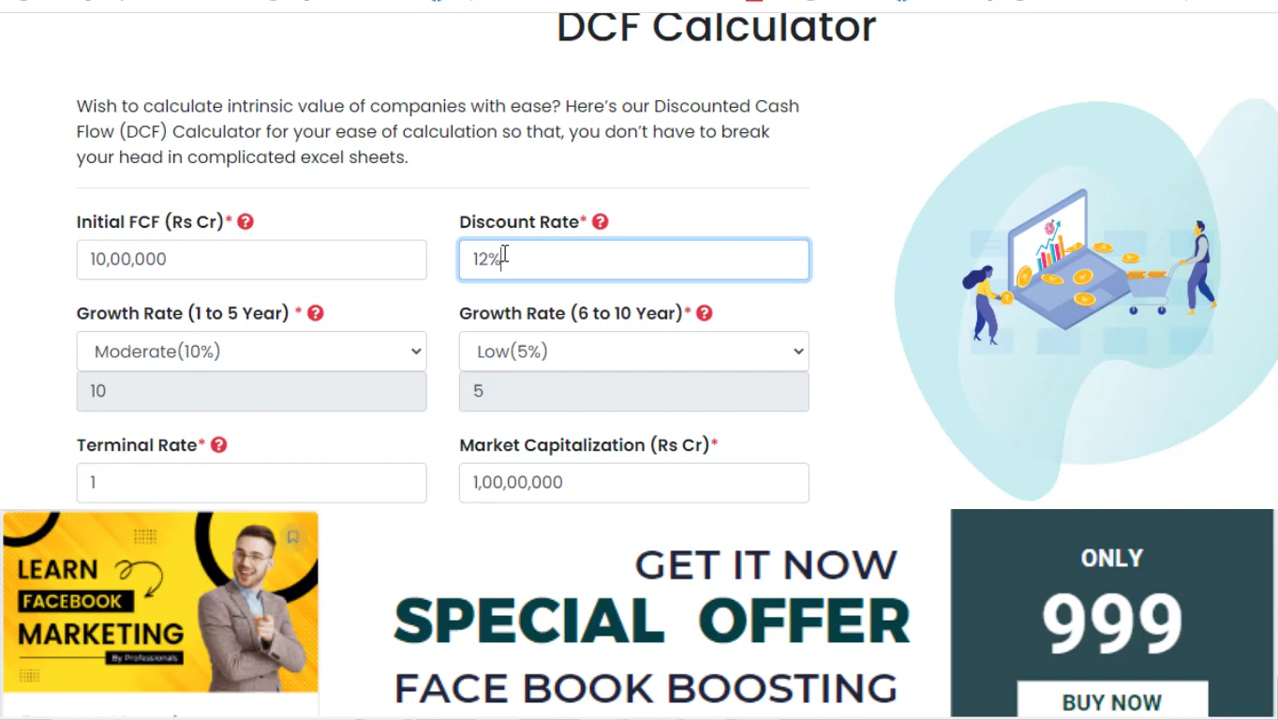 DCF Calculator
Wish to calculate intrinsic value of companies with ease? Here's our Discounted Cash
Flow (DCF) Calculator for your ease of calculation so that, you don't have to break
your head in complicated excel sheets.
Initial FCF (Rs Cr)* ?
Discount Rate* ?
10,00,000
12%
Growth Rate (1 to 5 Year) * ?
Growth Rate (6 to 10 Year)* ?
Moderate(10%)
Low(5%)
10
5
Terminal Rate* ?
Market Capitalization (Rs Cr)*
1
1,00,00,000
LEARN
FACEBOOK
MARKETING
By Professionals
GET IT NOW
SPECIAL OFFER
FACE BOOK BOOSTING
ONLY
999
BUY NOW